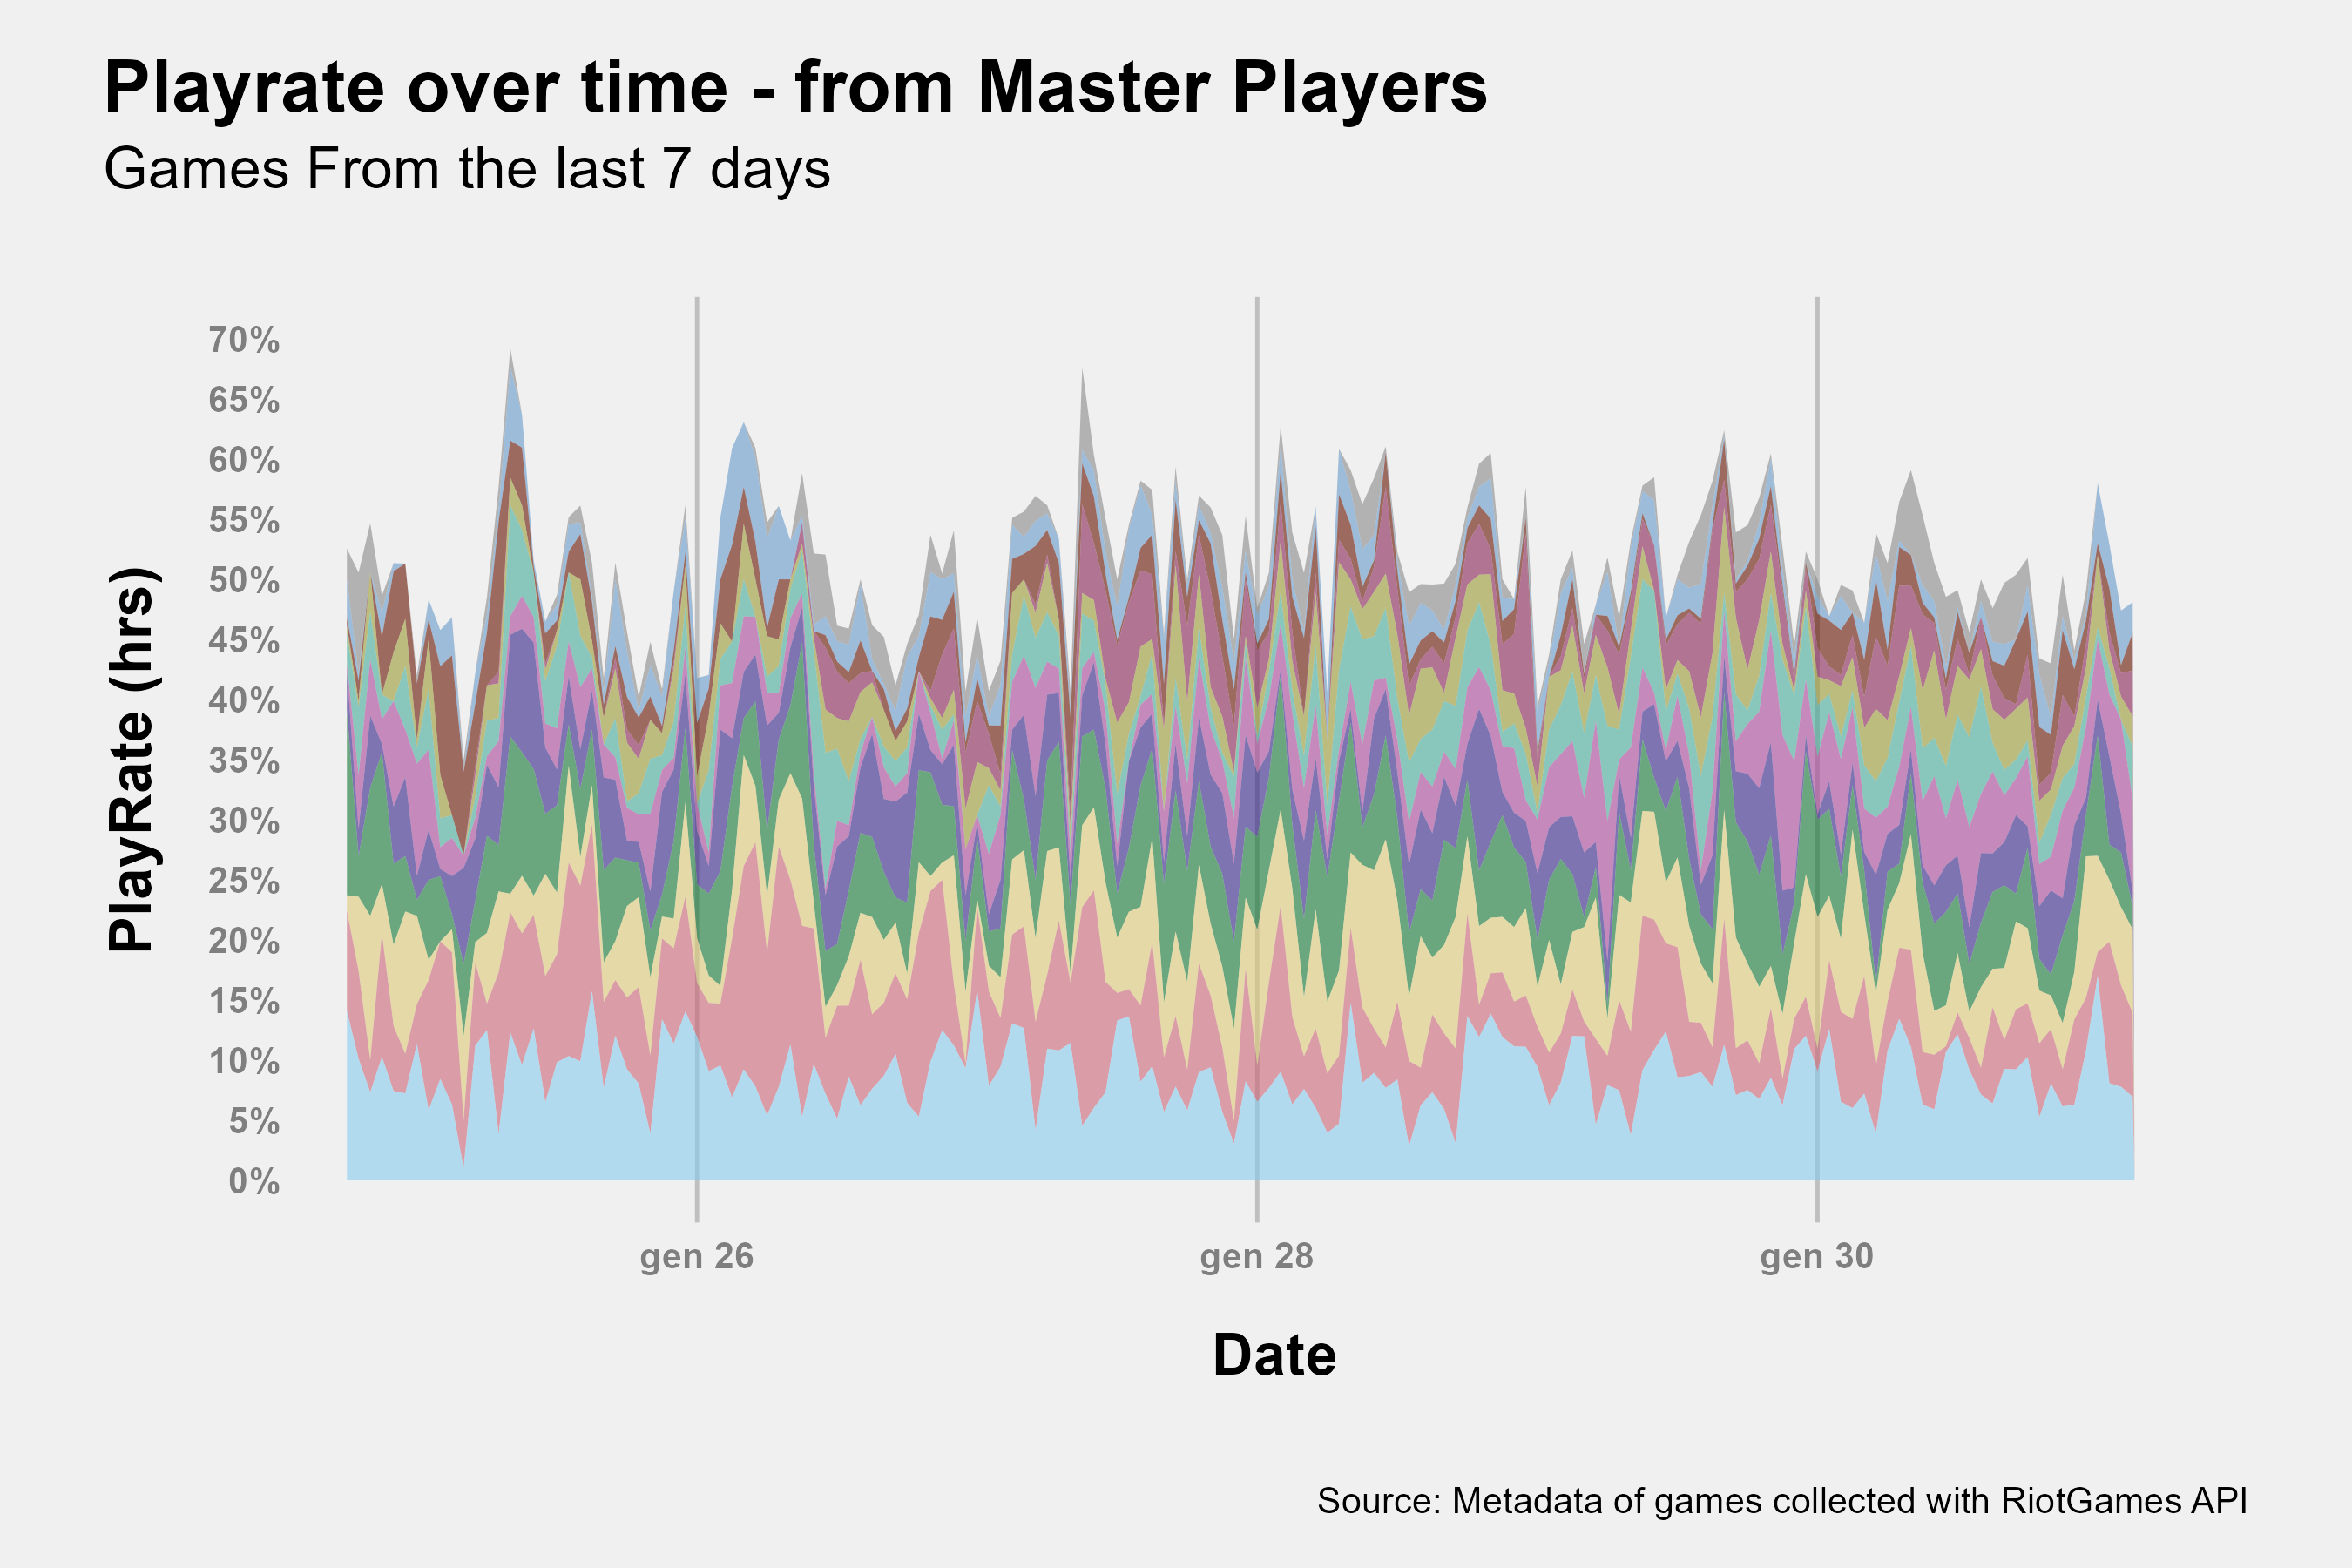 Playrate over time - from Master Players
Games From the last 7 days
PlayRate (hrs)
70%
65%
60%
55%
50%
45%
40%
35%
30%
25%
20%
15%
10%
5%
0%
gen 26
gen 28
gen 30
Date
Source: Metadata of games collected with RiotGames API